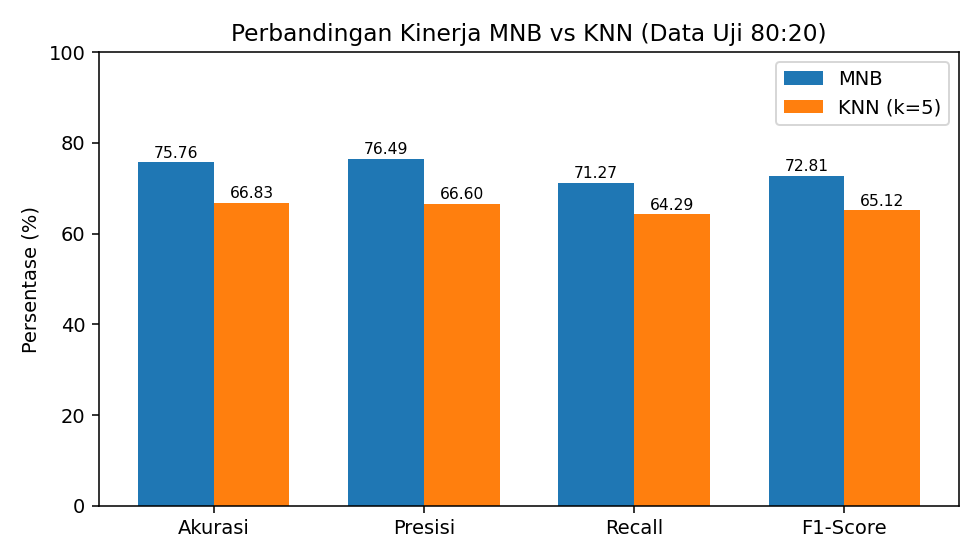 Perbandingan Kinerja MNB vs KNN (Data Uji 80:20)
MNB
KNN (k=5)
Persentase (%)
100
80
60
40
20
0
75.76
66.83
76.49
66.60
71.27
64.29
72.81
65.12
Akurasi
Presisi
Recall
F1-Score